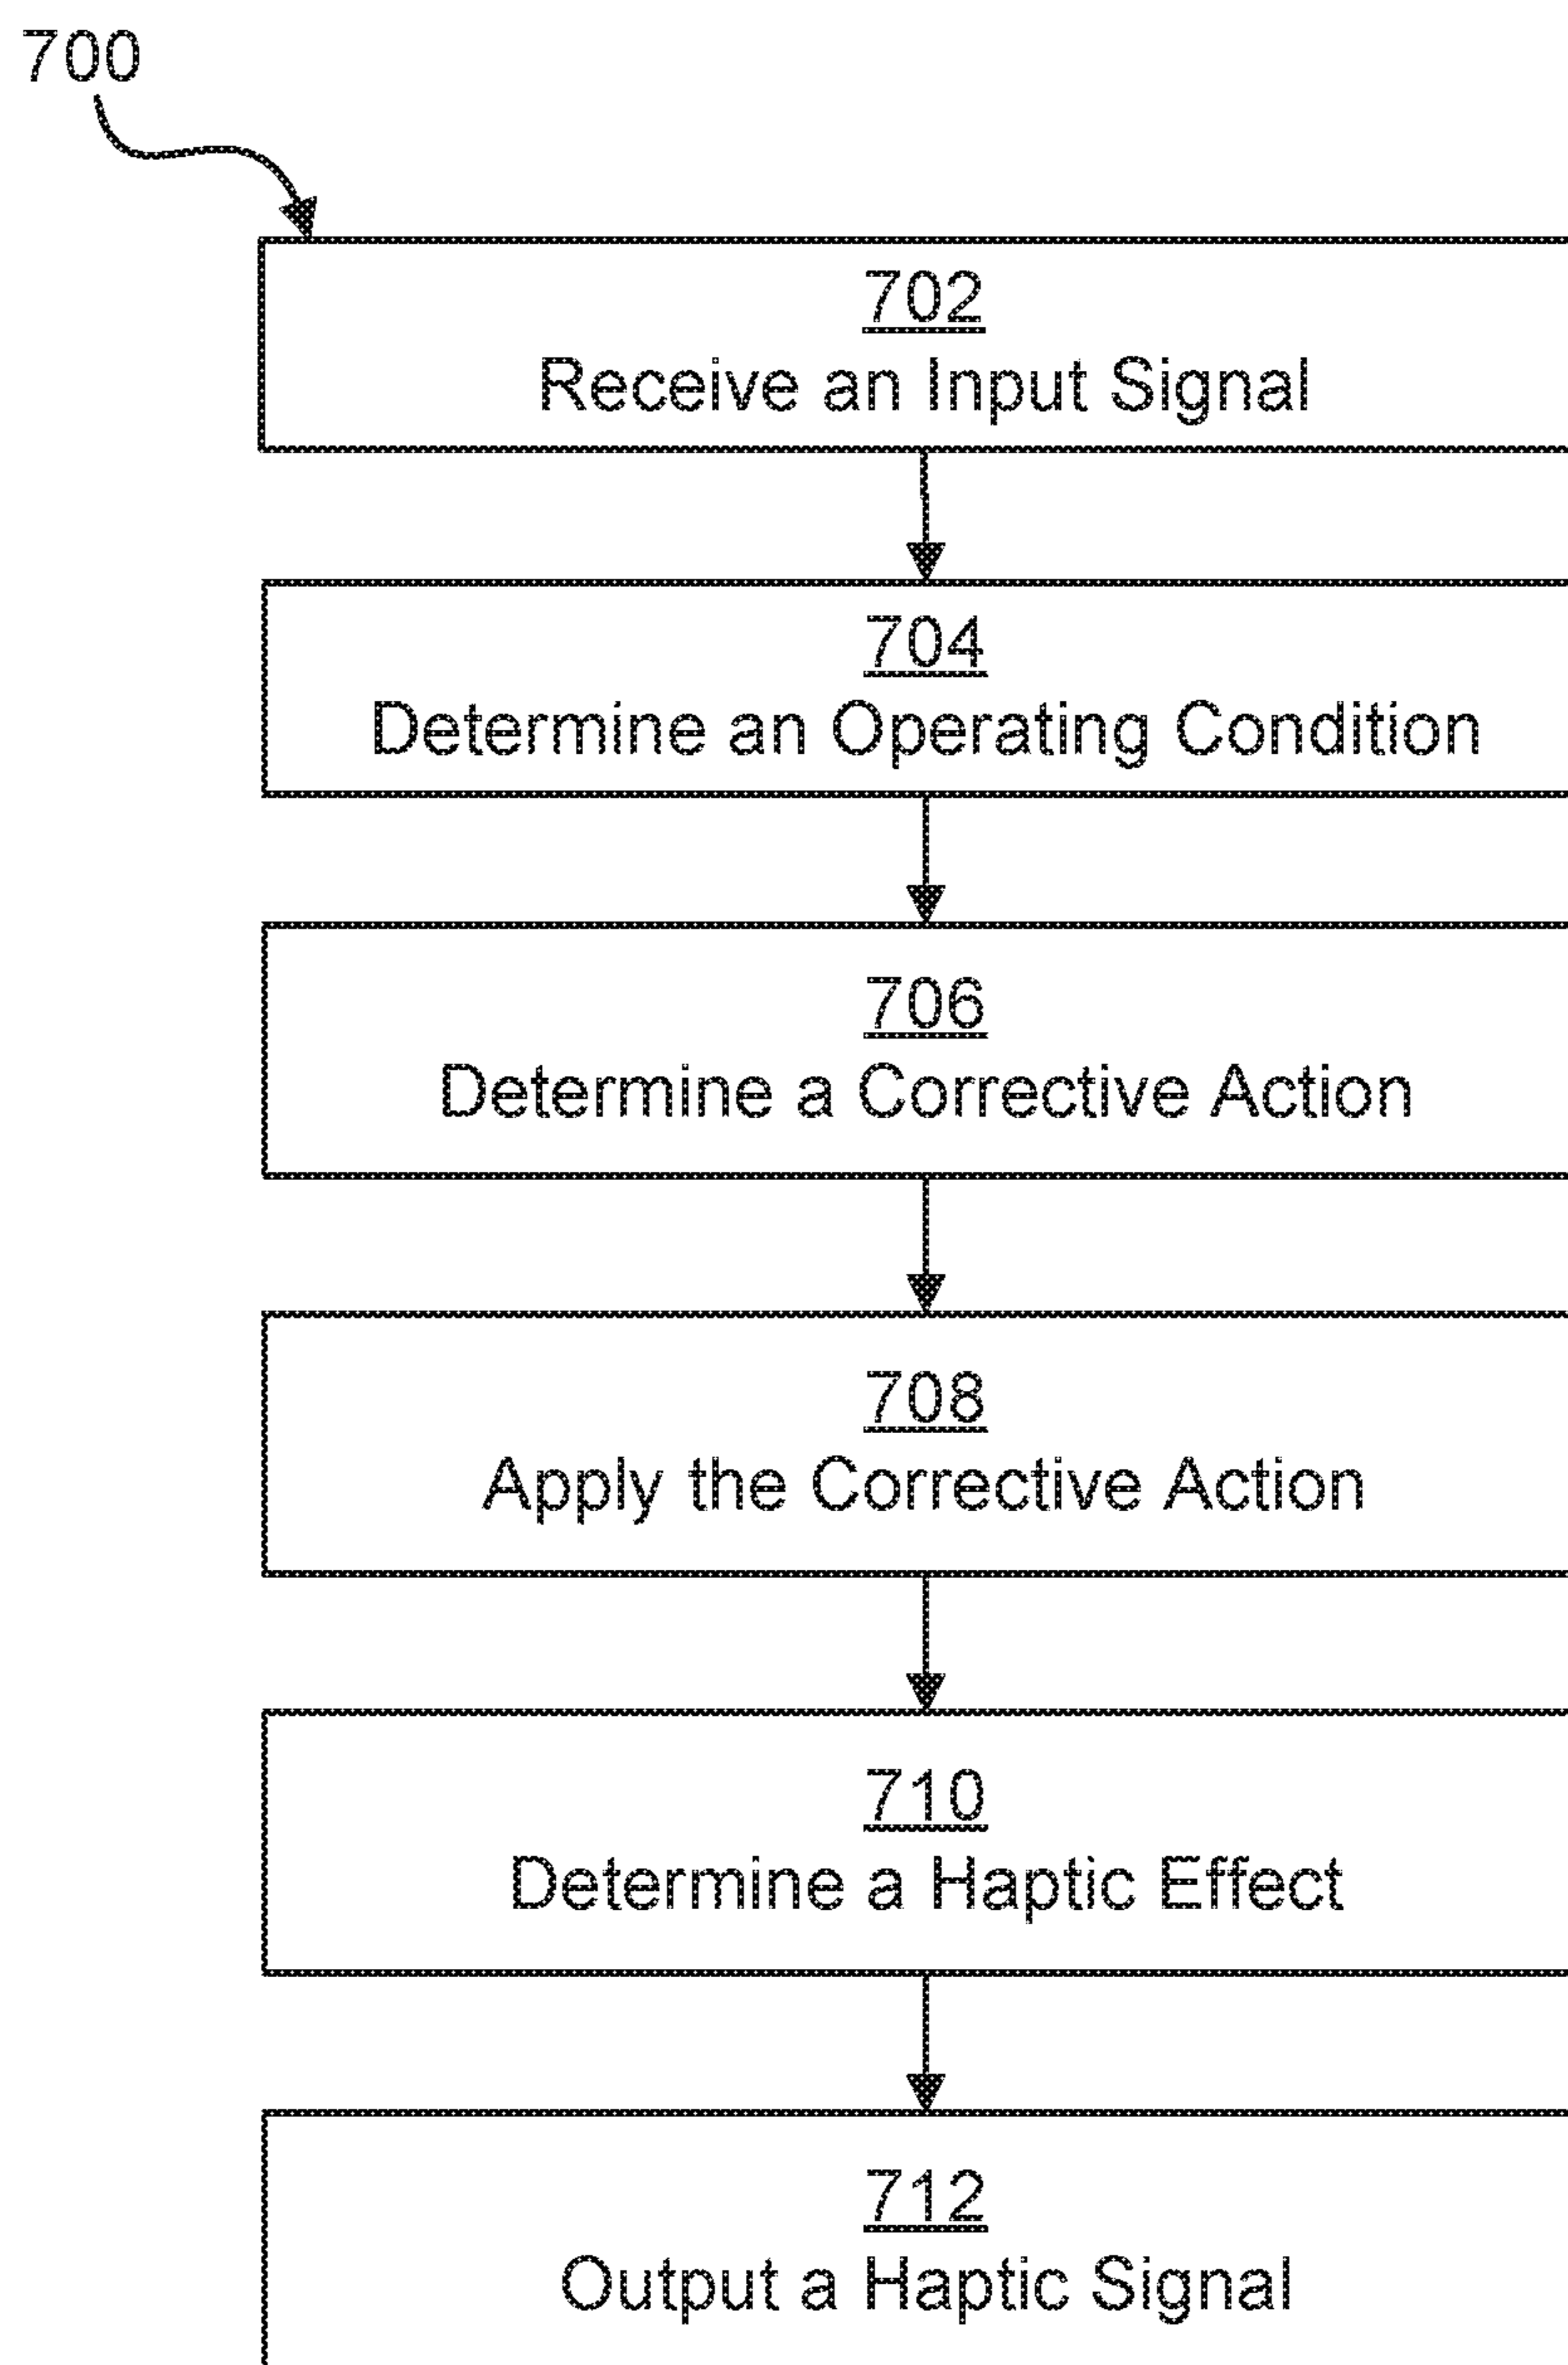 700
702
Receive an Input Signal
704
Determine an Operating Condition
706
Determine a Corrective Action
708
Apply the Corrective Action
710
Determine a Haptic Effect
712
Output a Haptic Signal